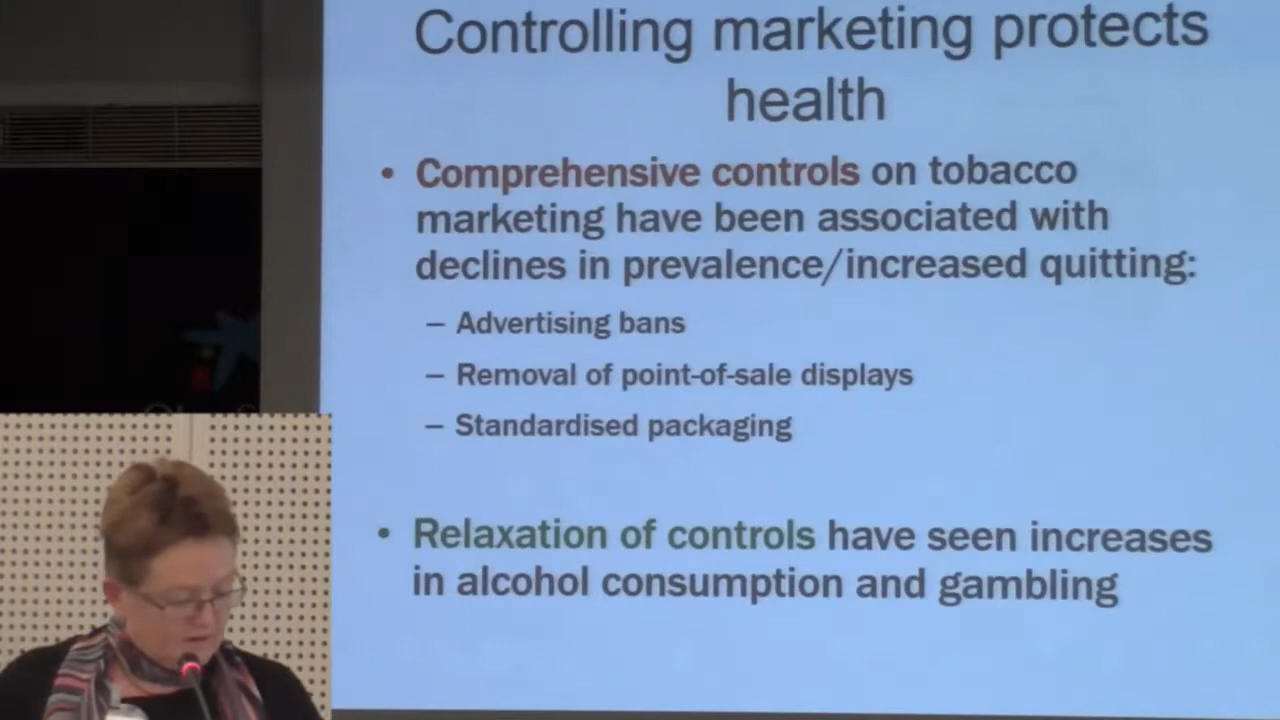 Controlling marketing protects
health
• Comprehensive controls on tobacco
marketing have been associated with
declines in prevalence/increased quitting:
– Advertising bans
– Removal of point-of-sale displays
– Standardised packaging
• Relaxation of controls have seen increases
in alcohol consumption and gambling